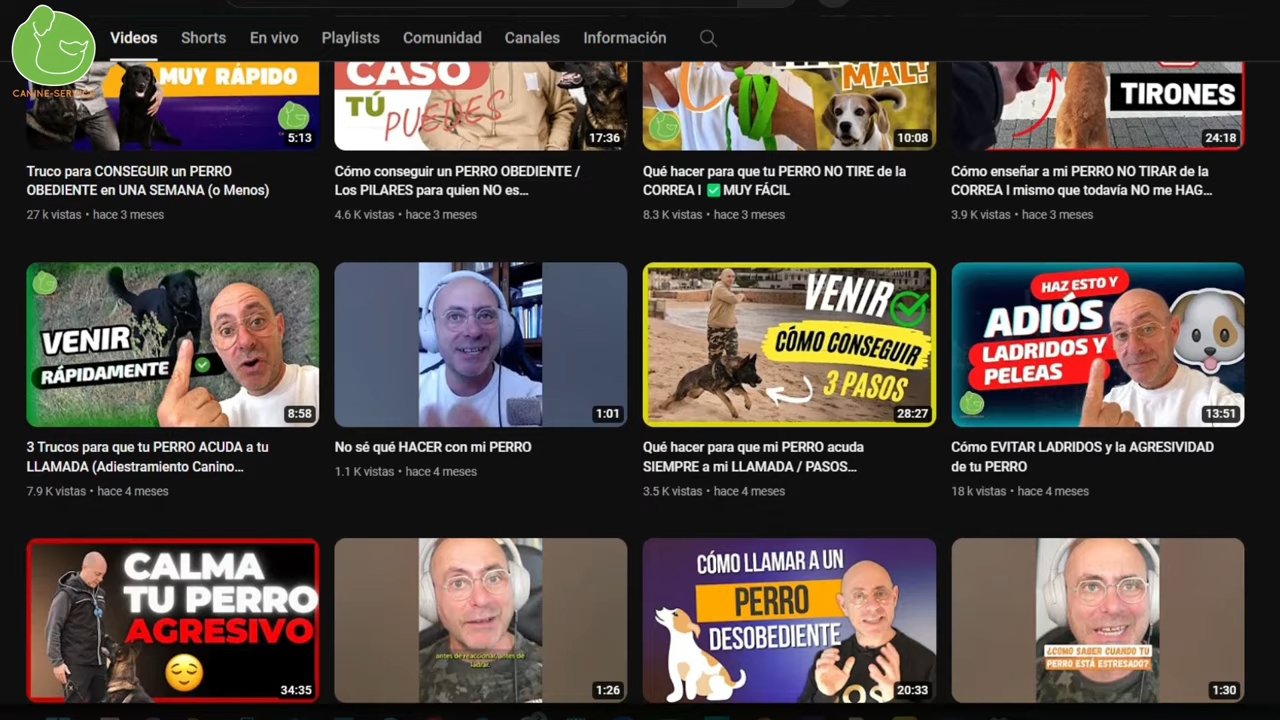 CANINE-SER
Videos
Shorts
En vivo
Playlists
Comunidad
Canales
Información
MUY RÁPIDO
5:13
CASO
TÚ
PUEDES
17:36
MAL!
10:08
TIRONES
24:18
Truco para CONSEGUIR un PERRO
OBEDIENTE en UNA SEMANA (o Menos)
27 k vistas • hace 3 meses
Cómo conseguir un PERRO OBEDIENTE /
Los PILARES para quien NO es...
4.6 K vistas • hace 3 meses
Qué hacer para que tu PERRO NO TIRE de la
CORREA I ✅ MUY FÁCIL
8.3 K vistas • hace 3 meses
Cómo enseñar a mi PERRO NO TIRAR de la
CORREA I mismo que todavía NO me HAG...
3.9 K vistas • hace 3 meses
VENIR
RÁPIDAMENTE
8:58
1:01
VENIR
CÓMO CONSEGUIR
3 PASOS
28:27
HAZ ESTO Y
ADIÓS
LADRIDOS Y
PELEAS
13:51
3 Trucos para que tu PERRO ACUDA a tu
LLAMADA (Adiestramiento Canino...
7.9 K vistas • hace 4 meses
No sé qué HACER con mi PERRO
1.1 K vistas • hace 4 meses
Qué hacer para que mi PERRO acuda
SIEMPRE a mi LLAMADA / PASOS...
3.5 K vistas • hace 4 meses
Cómo EVITAR LADRIDOS y la AGRESIVIDAD
de tu PERRO
18 k vistas • hace 4 meses
CALMA
TU PERRO
AGRESIVO
34:35
antes de reaccionar, antes de
ladrar.
1:26
CÓMO LLAMAR A UN
PERRO
DESOBEDIENTE
20:33
¿CÓMO SABER CUANDO TU
PERRO ESTÁ ESTRESADO?
1:30